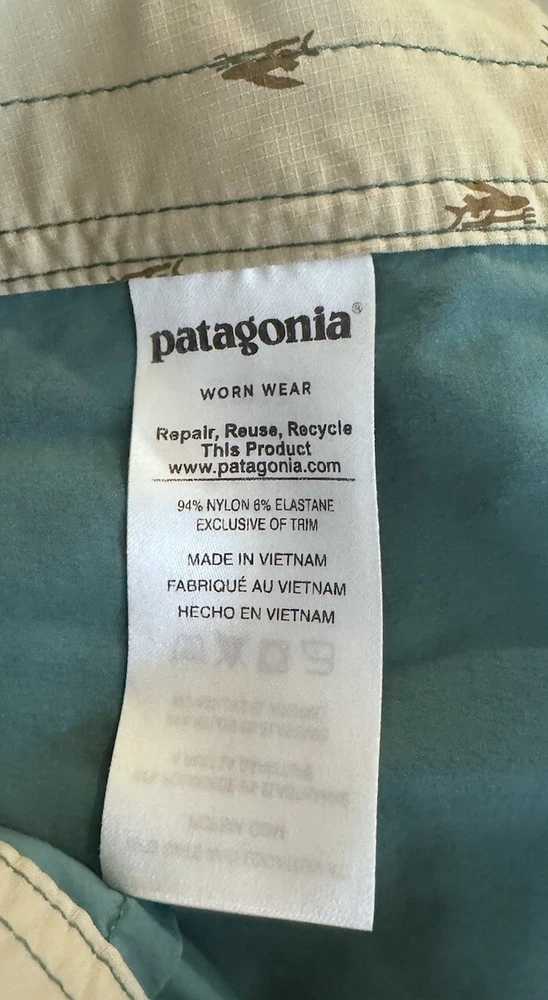 patagonia®
WORN WEAR
Repair, Reuse, Recycle
This Product
www.patagonia.com
94% NYLON 6% ELASTANE
EXCLUSIVE OF TRIM
MADE IN VIETNAM
FABRIQUÉ AU VIETNAM
HECHO EN VIETNAM